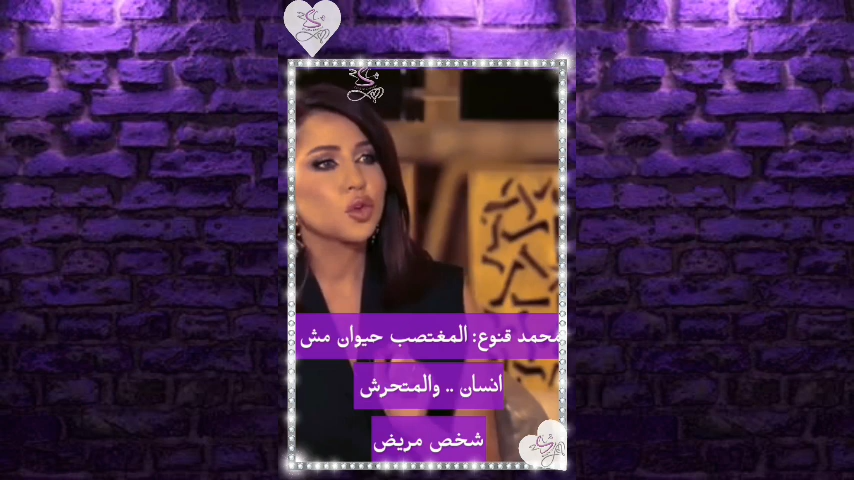 محمد قنوع: المغتصب حيوان مش
انسان .. والمتحرش
شخص مريض